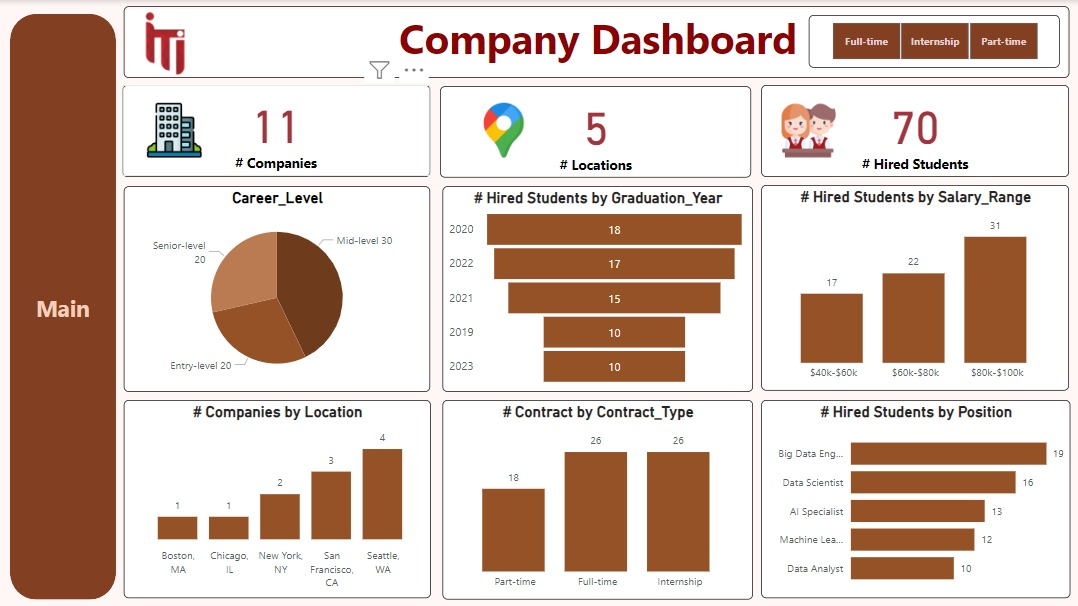 iTi
Company Dashboard
Full-time
Internship
Part-time
Main
11
# Companies
5
# Locations
70
# Hired Students
Career_Level
Mid-level 30
Senior-level
20
Entry-level 20
# Hired Students by Graduation_Year
2020
18
2022
17
2021
15
2019
10
2023
10
# Hired Students by Salary_Range
17
22
31
$40k-$60k
$60k-$80k
$80k-$100k
# Companies by Location
1
1
2
3
4
Boston,
MA
Chicago,
IL
New York,
NY
San
Francisco,
CA
Seattle,
WA
# Contract by Contract_Type
18
26
26
Part-time
Full-time
Internship
# Hired Students by Position
Big Data Eng...
19
Data Scientist
16
AI Specialist
13
Machine Lea...
12
Data Analyst
10